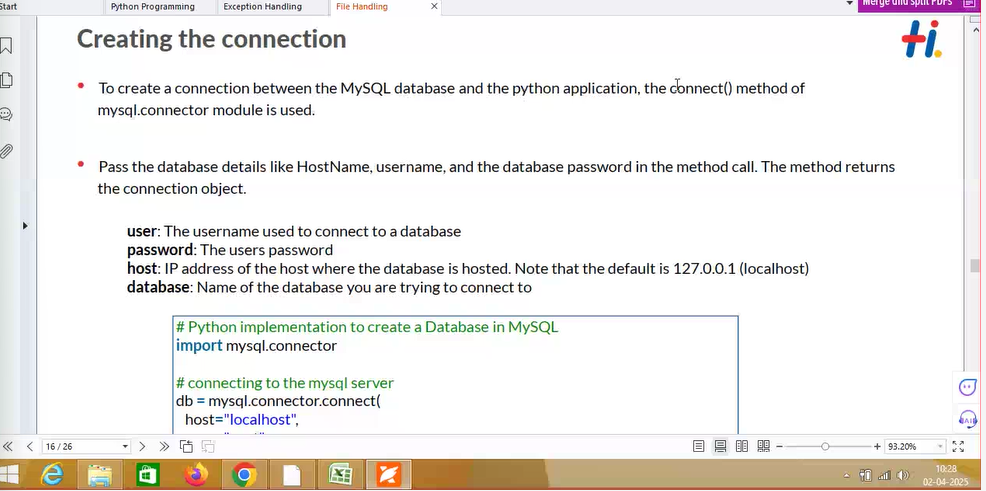 Start
Python Programming
Exception Handling
File Handling
Merge and Split PDFs
Creating the connection
To create a connection between the MySQL database and the python application, the connect() method of
mysql.connector module is used.
Pass the database details like HostName, username, and the database password in the method call. The method returns
the connection object.
user: The username used to connect to a database
password: The users password
host: IP address of the host where the database is hosted. Note that the default is 127.0.0.1 (localhost)
database: Name of the database you are trying to connect to
# Python implementation to create a Database in MySQL
import mysql.connector
# connecting to the mysql server
db = mysql.connector.connect(
host="localhost",
16 / 26
93.20%
10:28
02-04-2025